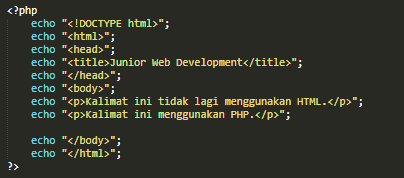 <?php
echo "<!DOCTYPE html>";
echo "<html>";
echo "<head>";
echo "<title>Junior Web Development</title>";
echo "</head>";
echo "<body>";
echo "<p>Kalimat ini tidak lagi menggunakan HTML.</p>";
echo "<p>Kalimat ini menggunakan PHP.</p>";
echo "</body>";
echo "</html>";
?>